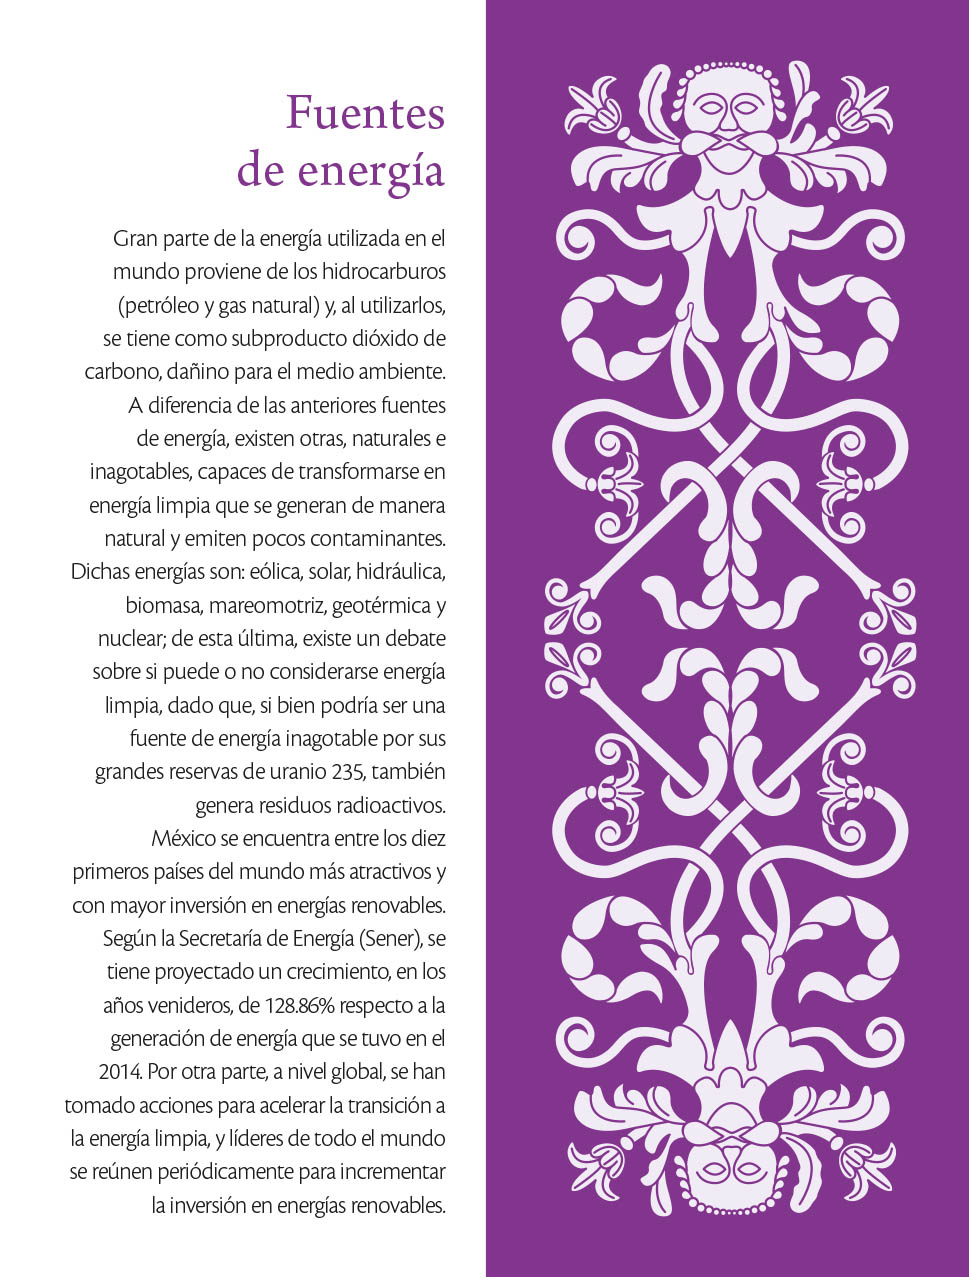 Fuentes
de energía
Gran parte de la energía utilizada en el
mundo proviene de los hidrocarburos
(petróleo y gas natural) y, al utilizarlos,
se tiene como subproducto dióxido de
carbono, dañino para el medio ambiente.
A diferencia de las anteriores fuentes
de energía, existen otras, naturales e
inagotables, capaces de transformarse en
energía limpia que se generan de manera
natural y emiten pocos contaminantes.
Dichas energías son: eólica, solar, hidráulica,
biomasa, mareomotriz, geotérmica y
nuclear; de esta última, existe un debate
sobre si puede o no considerarse energía
limpia, dado que, si bien podría ser una
fuente de energía inagotable por sus
grandes reservas de uranio 235, también
genera residuos radioactivos.
México se encuentra entre los diez
primeros países del mundo más atractivos y
con mayor inversión en energías renovables.
Según la Secretaría de Energía (Sener), se
tiene proyectado un crecimiento, en los
años venideros, de 128.86% respecto a la
generación de energía que se tuvo en el
2014. Por otra parte, a nivel global, se han
tomado acciones para acelerar la transición a
la energía limpia, y líderes de todo el mundo
se reúnen periódicamente para incrementar
la inversión en energías renovables.